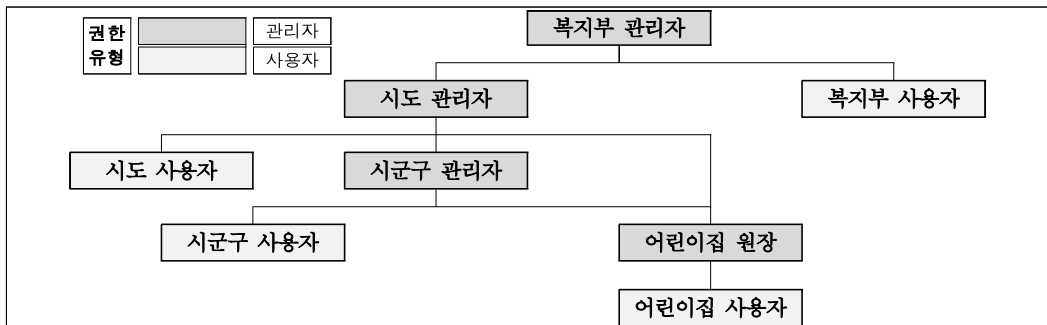 권한
유형
관리자
사용자
복지부 관리자
시도 관리자
복지부 사용자
시도 사용자
시군구 관리자
시군구 사용자
어린이집 원장
어린이집 사용자